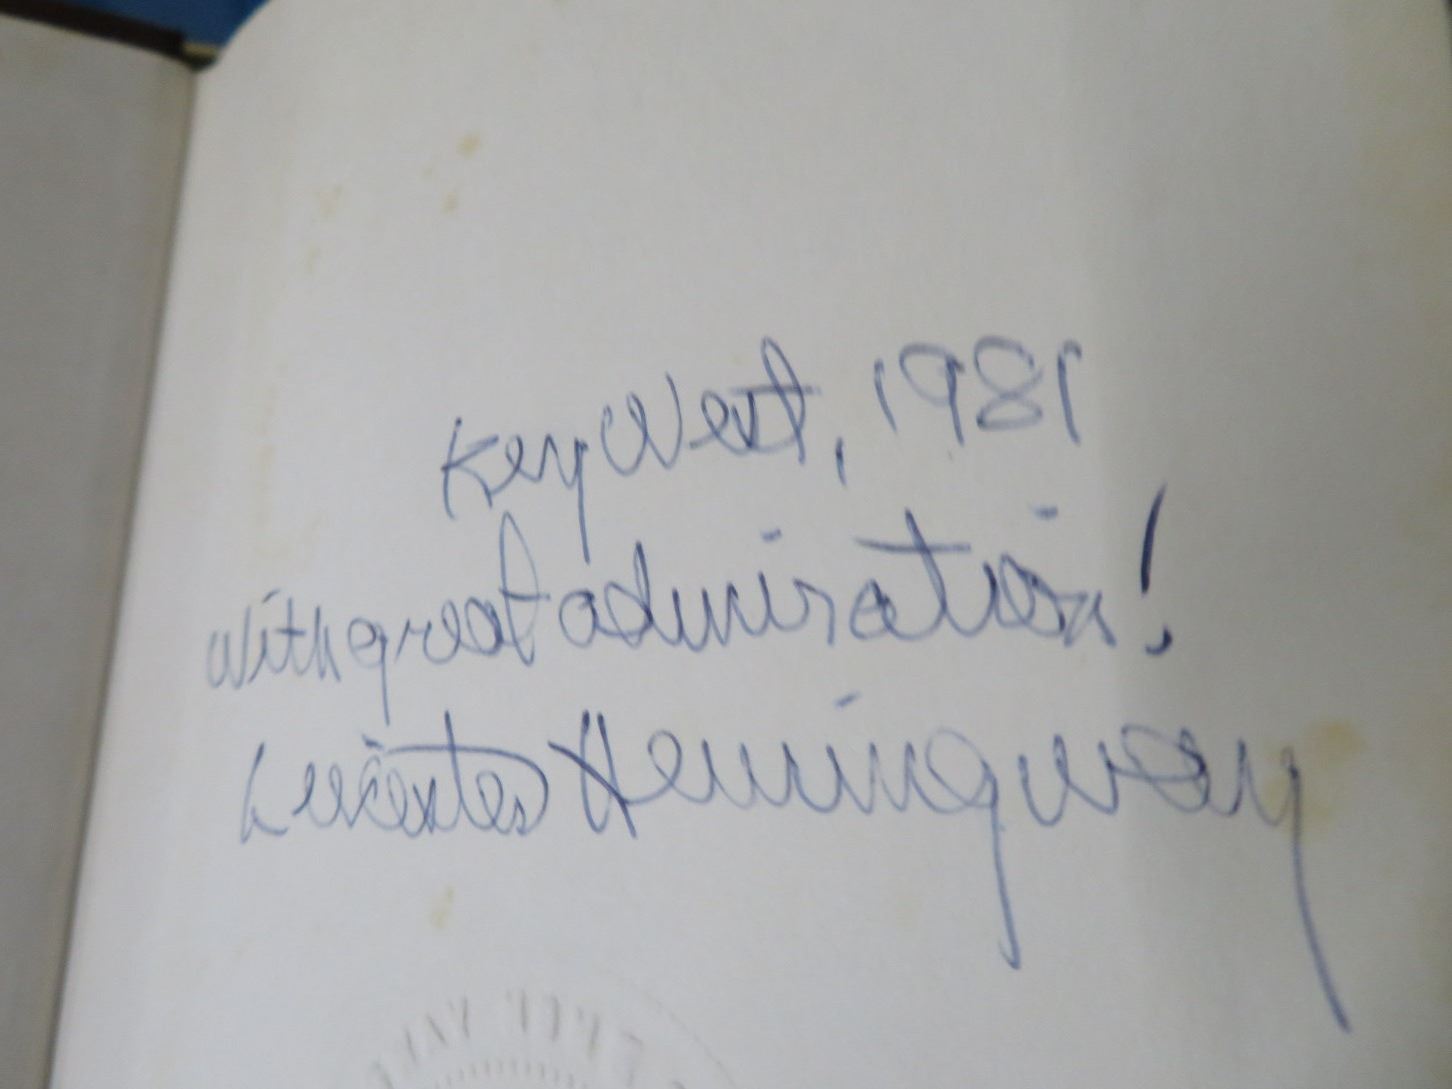 Key West, 1981
With great admiration!
Leicester Hemingway